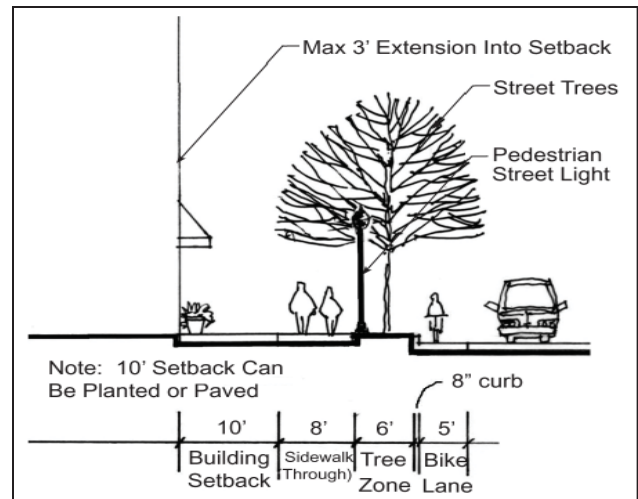 Max 3' Extension Into Setback
Street Trees
Pedestrian
Street Light
Note: 10' Setback Can
Be Planted or Paved
8" curb
10' 8' 6' 5'
Building Setback
Sidewalk Through)
Tree Zone
Bike Lane